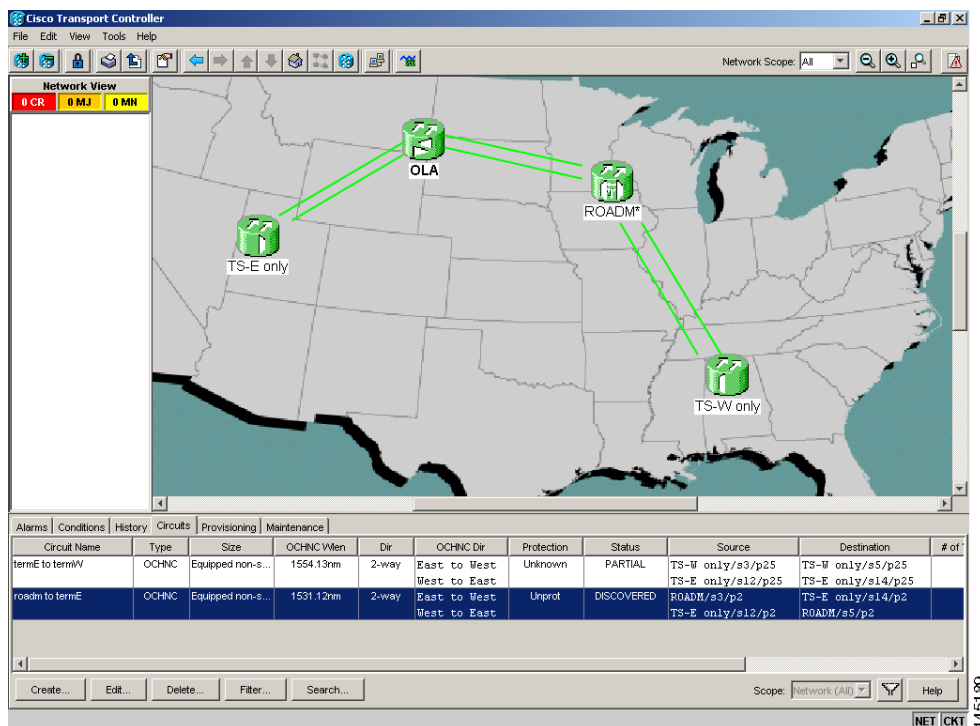 Cisco Transport Controller
File Edit View Tools Help
Network Scope: All
Network View
0 CR 0 MJ 0 MN
OLA
ROADM*
TS-E only
TS-W only
Alarms Conditions History Circuits Provisioning Maintenance
Circuit Name Type Size OCHNC Wlen Dir OCHNC Dir Protection Status Source Destination # of
termE to termW OCHNC Equipped non-s... 1554.13nm 2-way East to West Unknown PARTIAL TS-W only/s3/p25 TS-W only/s5/p25
West to East TS-E only/s12/p25 TS-E only/s14/p25
roadm to termE OCHNC Equipped non-s... 1531.12nm 2-way East to West Unprot DISCOVERED ROADM/s3/p2 TS-E only/s14/p2
West to East TS-E only/s12/p2 ROADM/s5/p2
Create... Edit... Delete... Filter... Search... Scope: Network (All) Help
NET CKT